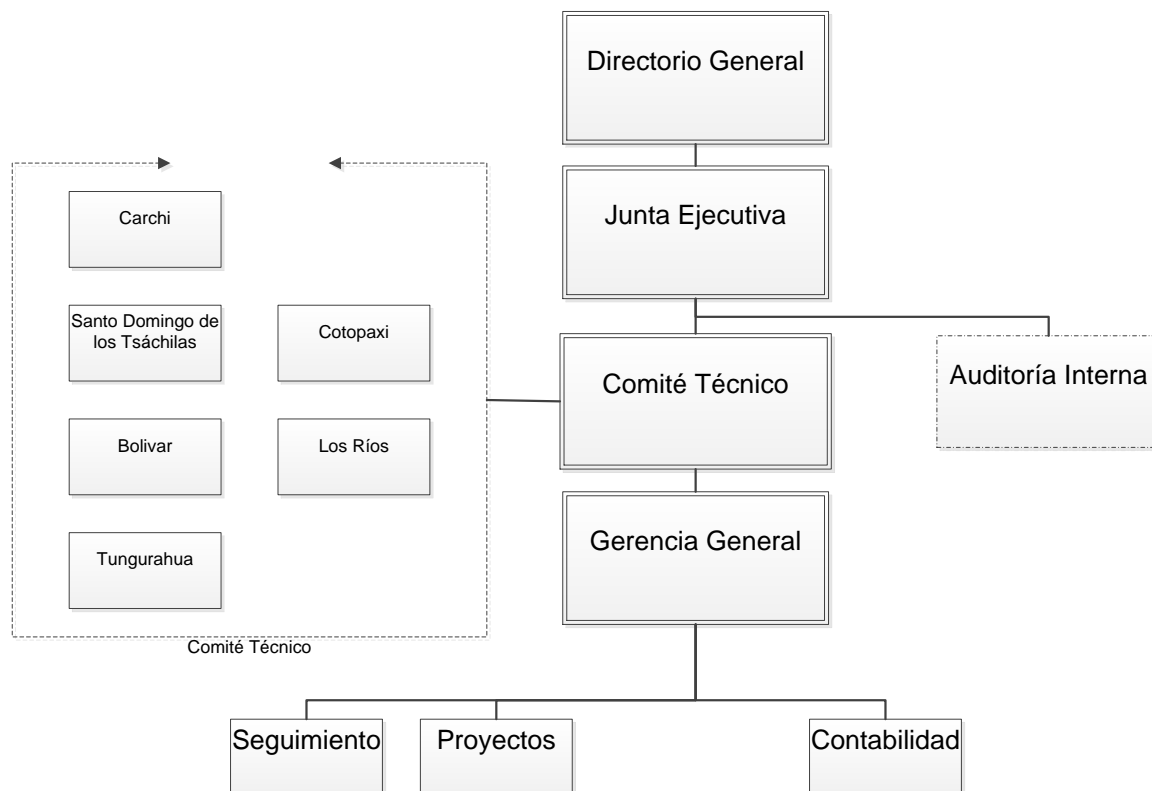 Directorio General
Junta Ejecutiva
Carchi
Santo Domingo de
los Tsáchilas
Cotopaxi
Comité Técnico
Auditoría Interna
Bolivar
Los Ríos
Gerencia General
Tungurahua
Comité Técnico
Seguimiento
Proyectos
Contabilidad